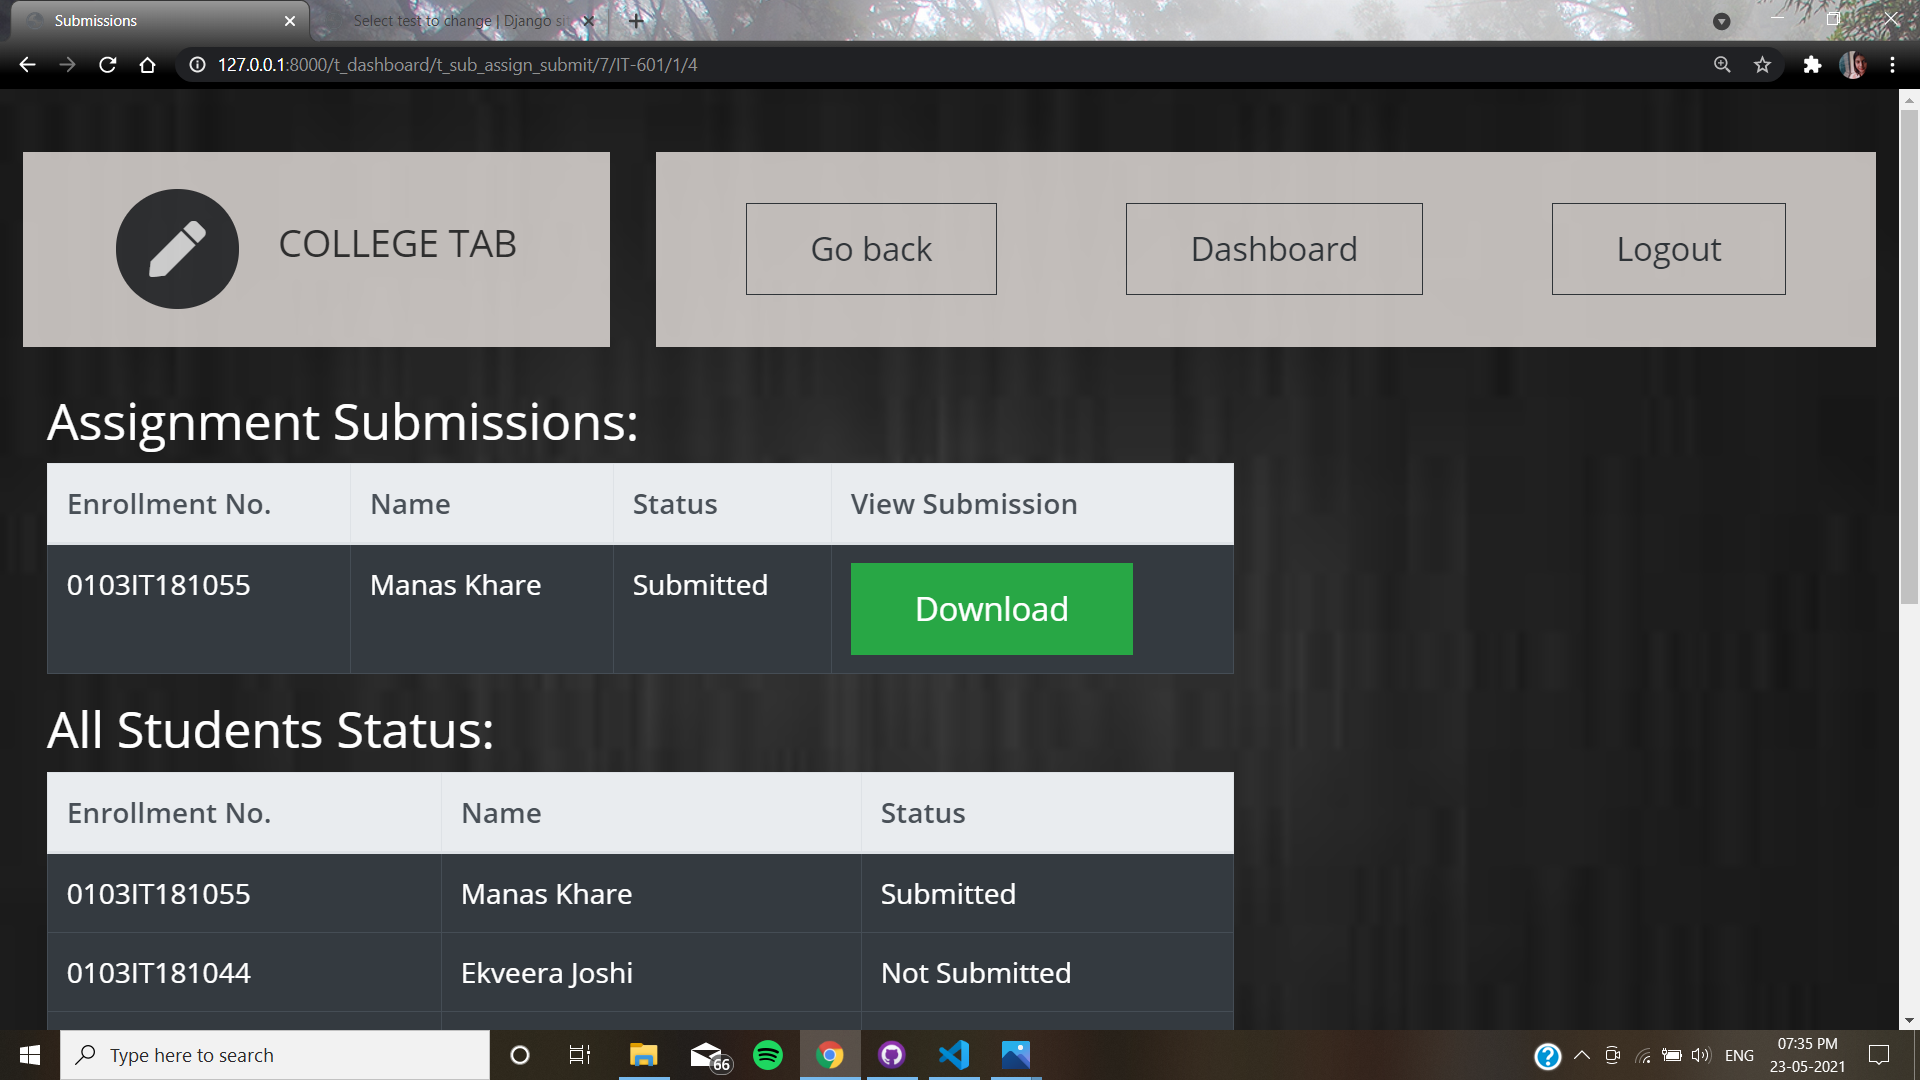 Submissions
Select test to change | Django si
127.0.0.1:8000/t_dashboard/t_sub_assign_submit/7/IT-601/1/4
COLLEGE TAB
Go back
Dashboard
Logout
Assignment Submissions:
Enrollment No. Name Status View Submission
0103IT181055 Manas Khare Submitted Download
All Students Status:
Enrollment No. Name Status
0103IT181055 Manas Khare Submitted
0103IT181044 Ekveera Joshi Not Submitted
Type here to search
66
ENG
07:35 PM
23-05-2021